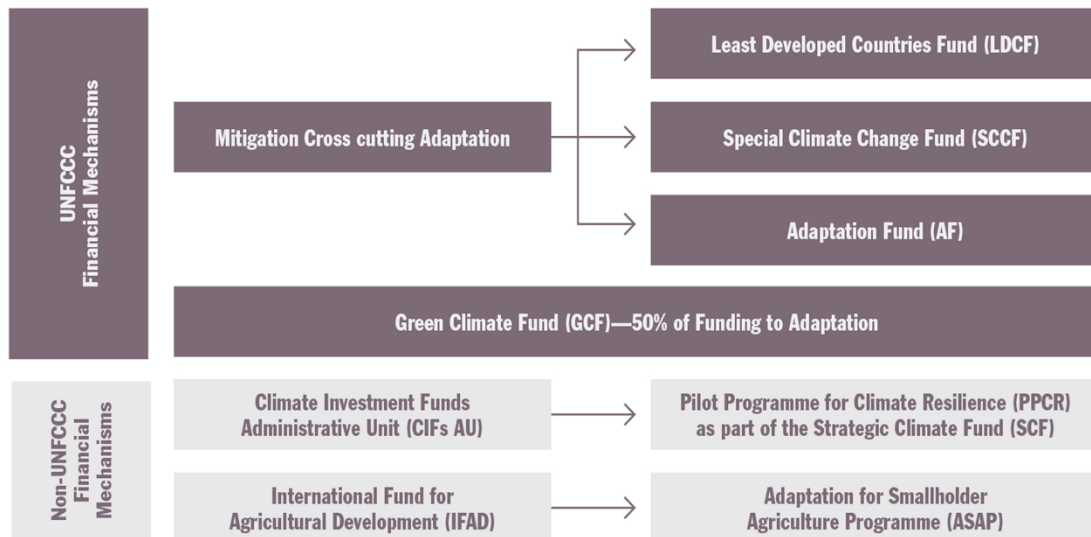 UNFCCC
Financial Mechanisms
Mitigation Cross cutting Adaptation
Least Developed Countries Fund (LDCF)
Special Climate Change Fund (SCCF)
Adaptation Fund (AF)
Green Climate Fund (GCF)—50% of Funding to Adaptation
Non-UNFCCC
Financial
Mechanisms
Climate Investment Funds
Administrative Unit (CIFs AU)
Pilot Programme for Climate Resilience (PPCR)
as part of the Strategic Climate Fund (SCF)
International Fund for
Agricultural Development (IFAD)
Adaptation for Smallholder
Agriculture Programme (ASAP)